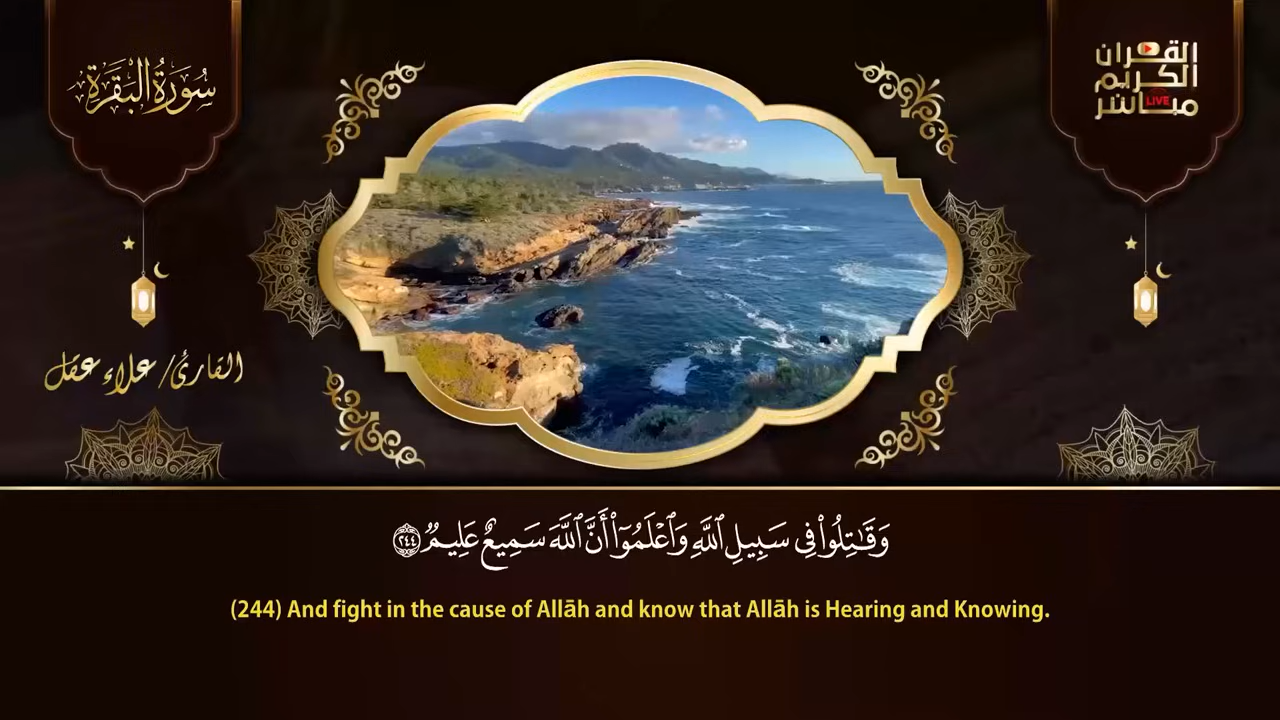 سُورَةُ البَقَرَةِ
القرآن
الكريم
مباشر
LIVE
القارئ/ علاء عقل
وَقَٰتِلُوا۟ فِى سَبِيلِ ٱللَّهِ وَٱعْلَمُوٓا۟ أَنَّ ٱللَّهَ سَمِيعٌ عَلِيمٌۭ ٢٤٤
(244) And fight in the cause of Allāh and know that Allāh is Hearing and Knowing.